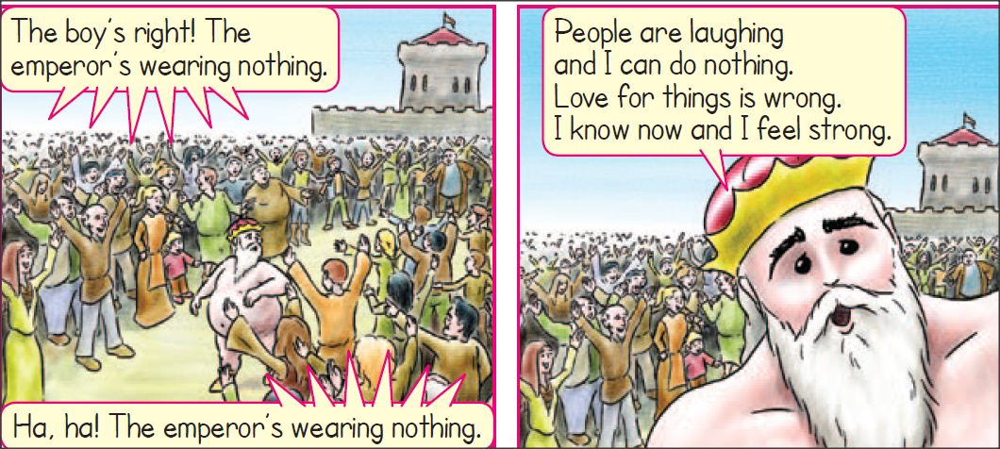 The boy's right! The
emperor's wearing nothing.
Ha, ha! The emperor's wearing nothing.
People are laughing
and I can do nothing.
Love for things is wrong.
I know now and I feel strong.